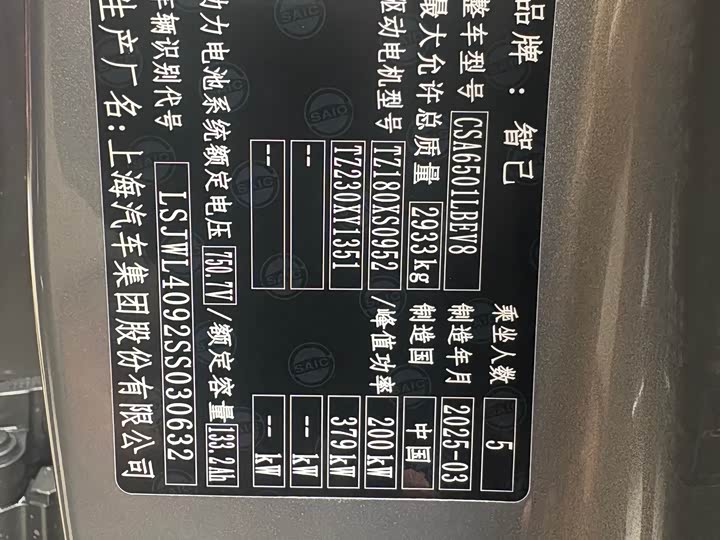 品牌：智己
整车型号 CSA6501LBEV8 乘坐人数 5
最大允许总质量 2933kg 制造年月 2025-03
驱动电机型号 TZ180XS0952 /峰值功率 制造国 中国
TZ230XY1351 200kW
-- 379kW
-- -- kW
-- kW
动力电池系统额定电压 750.7V /额定容量 133.2Ah
车辆识别代号 LSJWL4092SS030632
生产厂名:上海汽车集团股份有限公司
SAIC